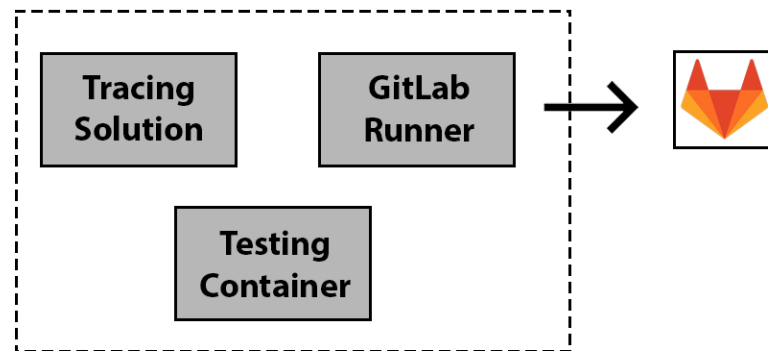 Tracing
Solution
GitLab
Runner
Testing
Container